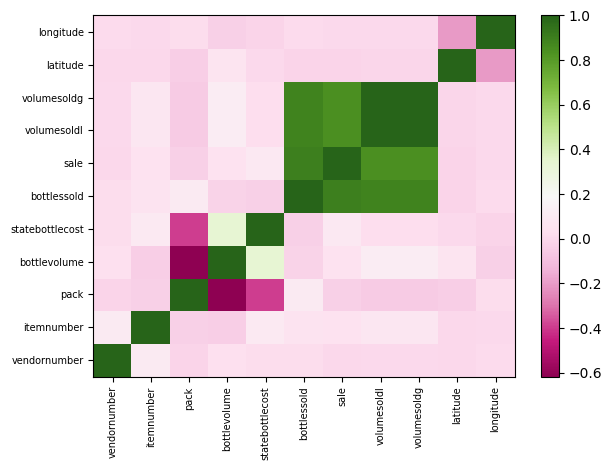 longitude
latitude
volumesoldg
volumesoldl
sale
bottlessold
statebottlecost
bottlevolume
pack
itemnumber
vendornumber
vendornumber
itemnumber
pack
bottlevolume
statebottlecost
bottlessold
sale
volumesoldl
volumesoldg
latitude
longitude
1.0
0.8
0.6
0.4
0.2
0.0
−0.2
−0.4
−0.6